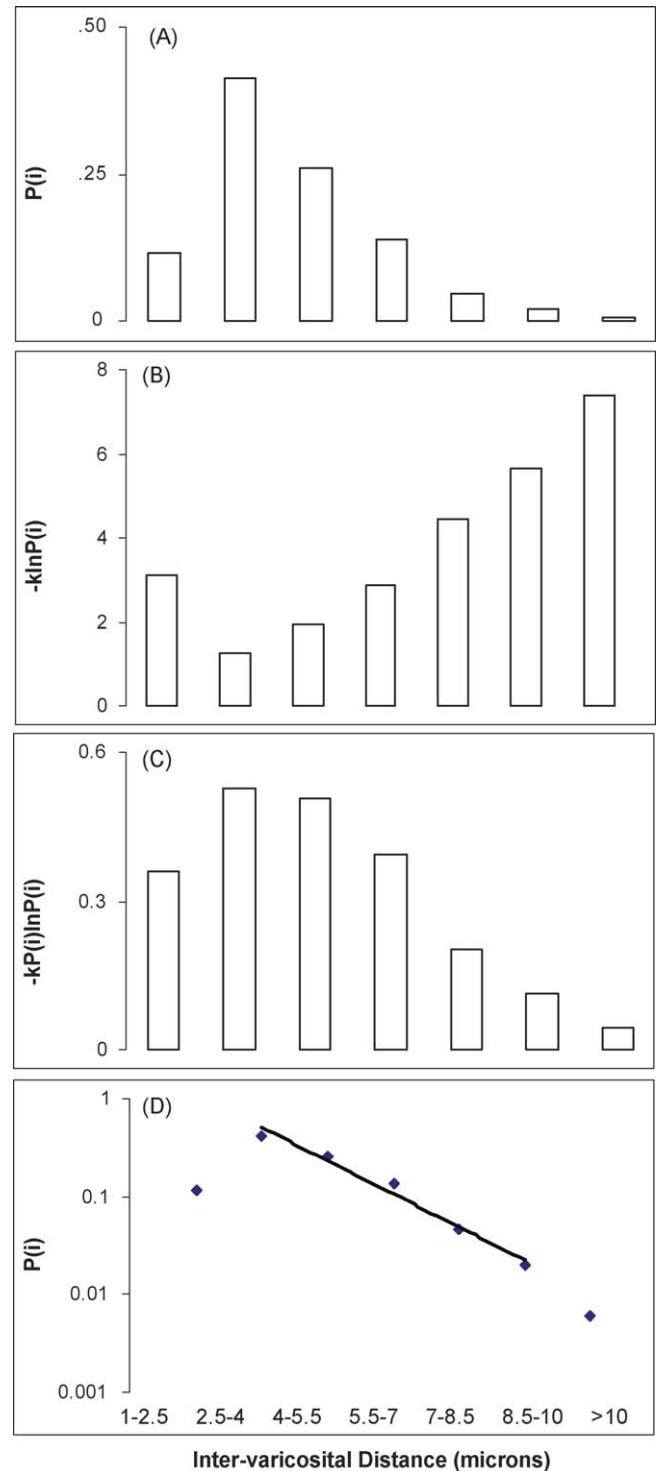 (A)
.50
.25
0
P(i)
(B)
8
6
4
2
0
-klnP(i)
(C)
0.6
0.3
0
-kP(i)lnP(i)
(D)
1
0.1
0.01
0.001
P(i)
1-2.5 2.5-4 4-5.5 5.5-7 7-8.5 8.5-10 >10
Inter-varicosital Distance (microns)